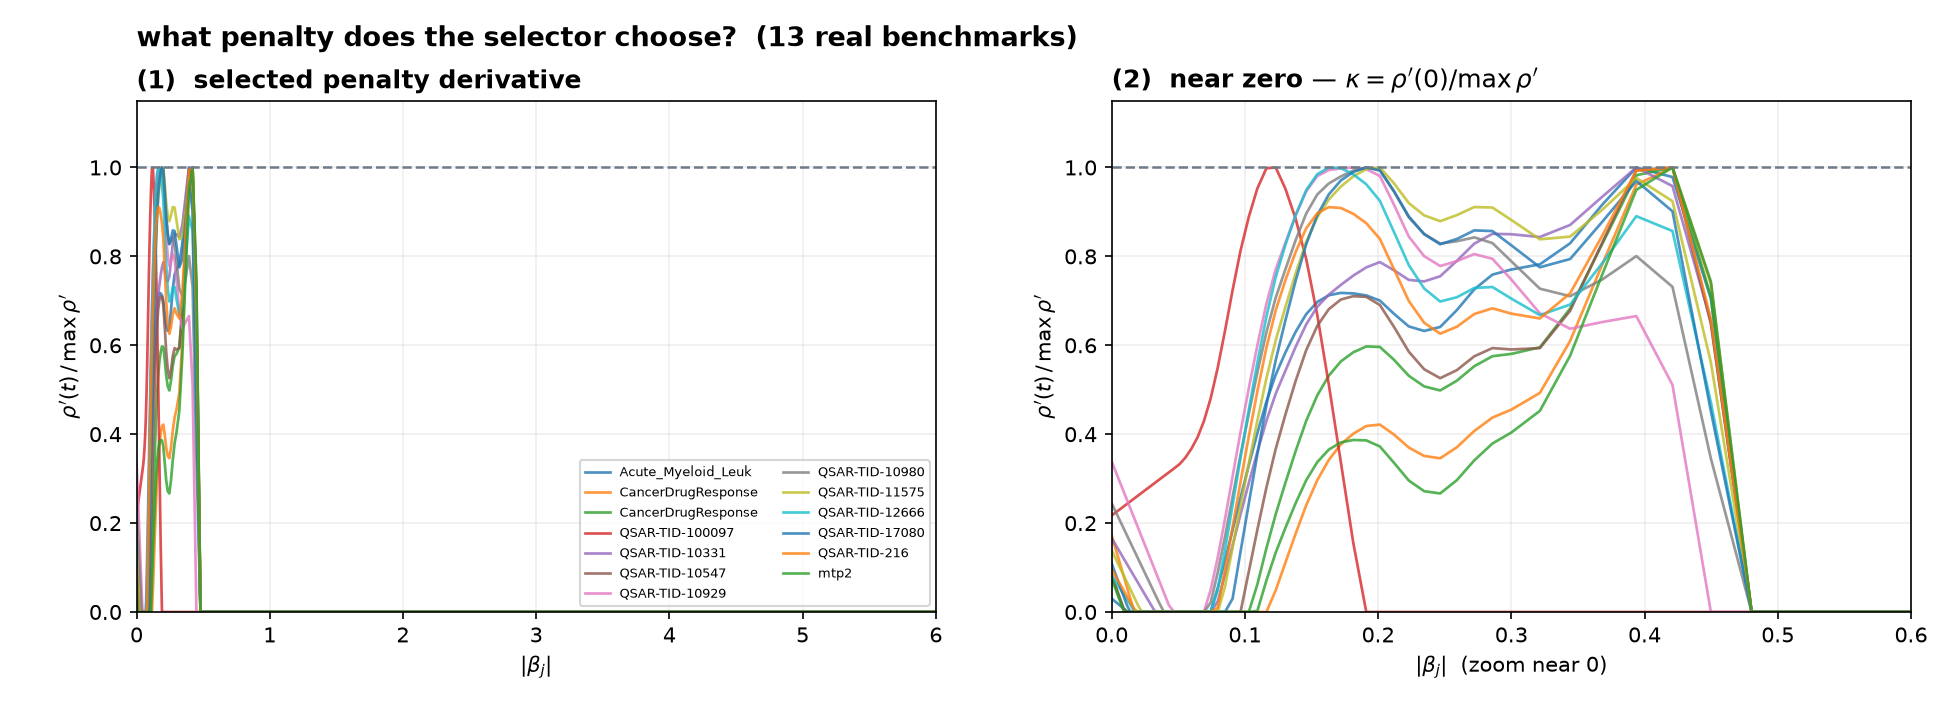 what penalty does the selector choose?  (13 real benchmarks)
(1)  selected penalty derivative
ρ′(t) / max ρ′
1.0
0.8
0.6
0.4
0.2
0.0
0
1
2
3
4
5
6
|βⱼ|
Acute_Myeloid_Leuk
CancerDrugResponse
CancerDrugResponse
QSAR-TID-100097
QSAR-TID-10331
QSAR-TID-10547
QSAR-TID-10929
QSAR-TID-10980
QSAR-TID-11575
QSAR-TID-12666
QSAR-TID-17080
QSAR-TID-216
mtp2
(2)  near zero — κ = ρ′(0)/max ρ′
ρ′(t) / max ρ′
1.0
0.8
0.6
0.4
0.2
0.0
0.0
0.1
0.2
0.3
0.4
0.5
0.6
|βⱼ|  (zoom near 0)